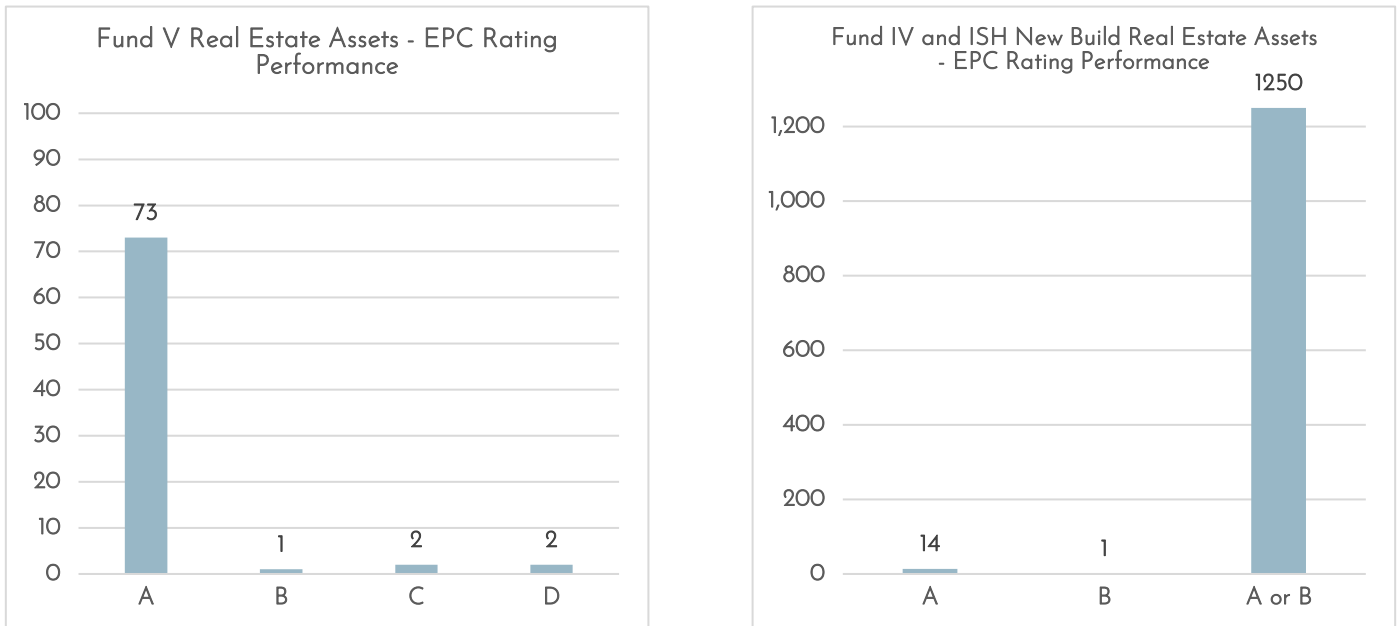 Fund V Real Estate Assets - EPC Rating
Performance
100
90
80
70
60
50
40
30
20
10
0
73
1
2
2
A
B
C
D
Fund IV and ISH New Build Real Estate Assets
- EPC Rating Performance
1250
1,200
1,000
800
600
400
200
0
14
1
A
B
A or B